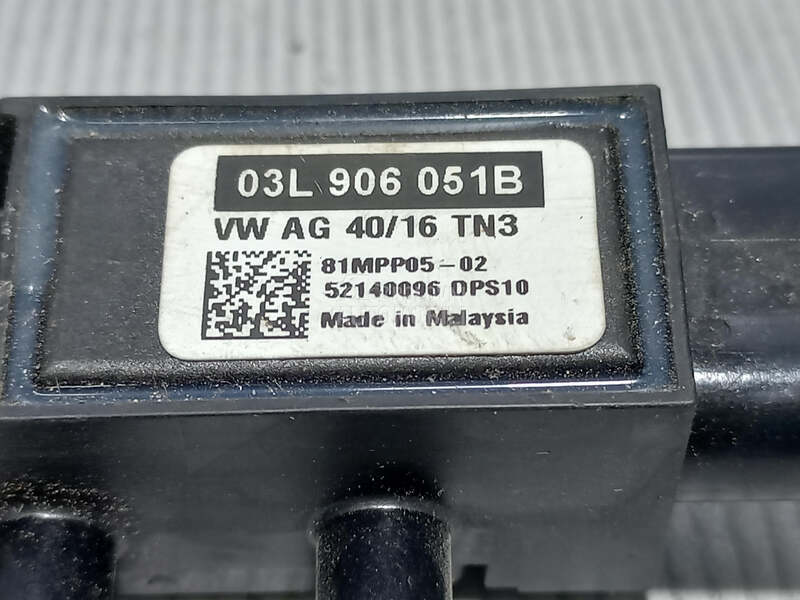 03L 906 051B
VW AG 40/16 TN3
81MPP05-02
52140096 DPS10
Made in Malaysia